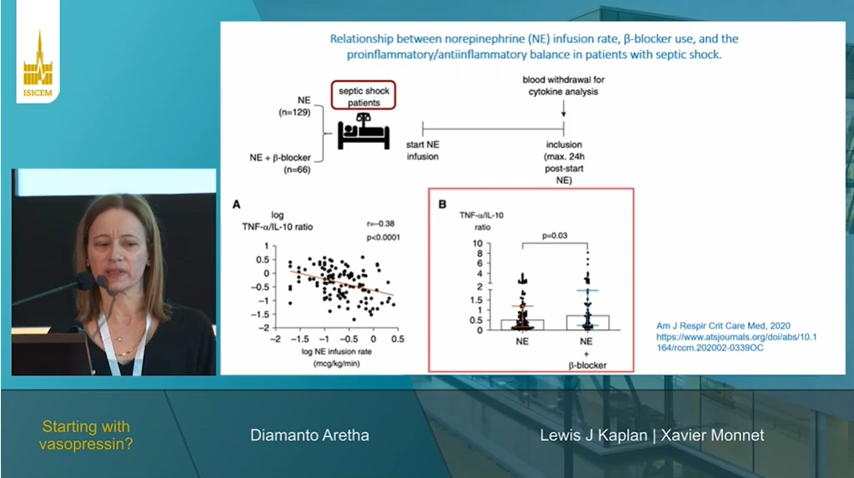 ISICEM
Relationship between norepinephrine (NE) infusion rate, β-blocker use, and the
proinflammatory/antiinflammatory balance in patients with septic shock.
NE
(n=129)
NE + β-blocker
(n=66)
septic shock
patients
start NE
infusion
blood withdrawal for
cytokine analysis
inclusion
(max. 24h
post-start
NE)
A
log
TNF-α/IL-10 ratio
r=-0.38
p<0.0001
1
0.5
0.0
-0.5
-1
-1.5
-2
-2
-1.5
-1
-0.5
0
0.5
log NE infusion rate
(mcg/kg/min)
B
TNF-α/IL-10
ratio
p=0.03
10
8
6
4
2
1.5
1
0.5
0
NE
NE
+
β-blocker
Am J Respir Crit Care Med, 2020
https://www.atsjournals.org/doi/abs/10.1
164/rccm.202002-0339OC
Starting with
vasopressin?
Diamanto Aretha
Lewis J Kaplan | Xavier Monnet